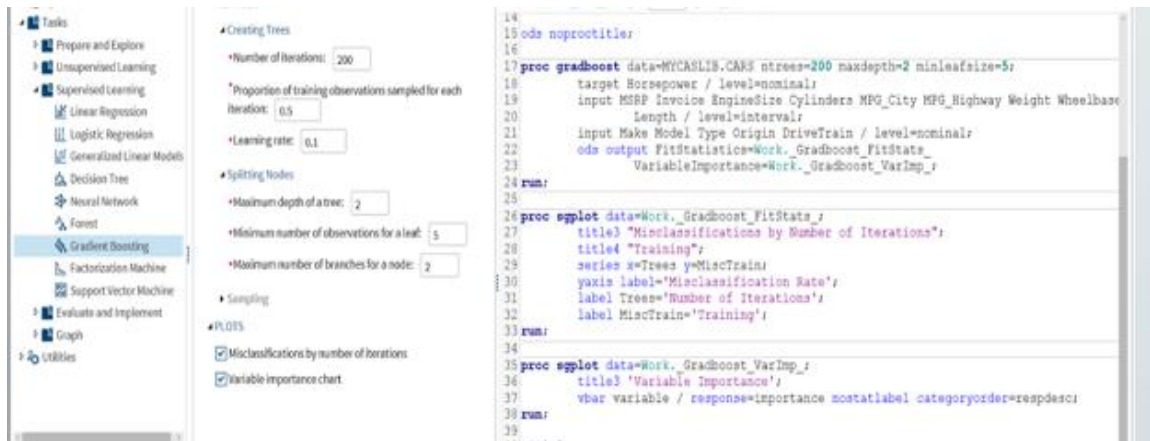 Tasks
Prepare and Explore
Unsupervised Learning
Supervised Learning
Linear Regression
Logistic Regression
Generalized Linear Models
Decision Tree
Neural Network
Forest
Gradient Boosting
Factorization Machine
Support Vector Machine
Evaluate and Implement
Graph
Utilities
Creating Trees
*Number of iterations: 200
*Proportion of training observations sampled for each
iteration: 0.5
*Learning rate: 0.1
Splitting Nodes
*Maximum depth of a tree: 2
*Minimum number of observations for a leaf: 5
*Maximum number of branches for a node: 2
Sampling
PLOTS
Misclassifications by number of iterations
Variable importance chart
14
15 ods noproctitle;
16
17 proc gradboost data=MYCASLIB.CARS ntrees=200 maxdepth=2 minleafsize=5;
18 target Horsepower / level=nominal;
19 input MSRP Invoice EngineSize Cylinders MPG_City MPG_Highway Weight Wheelbase
20 Length / level=interval;
21 input Make Model Type Origin DriveTrain / level=nominal;
22 ods output FitStatistics=Work._Gradboost_FitStats_
23 VariableImportance=Work._Gradboost_VarImp_;
24 run;
25
26 proc sgplot data=Work._Gradboost_FitStats_;
27 title3 "Misclassifications by Number of Iterations";
28 title4 "Training";
29 series x=Trees y=MiscTrain;
30 yaxis label='Misclassification Rate';
31 label Trees='Number of Iterations';
32 label MiscTrain='Training';
33 run;
34
35 proc sgplot data=Work._Gradboost_VarImp_;
36 title3 'Variable Importance';
37 vbar variable / response=importance nostatlabel categoryorder=respdesc;
38 run;
39